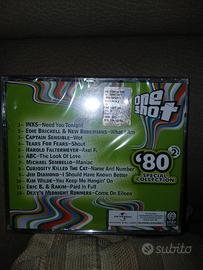 one
shot
'80
2
SPECIAL
COLLECTION
1 - INXS–Need You Tonight
2 - EDIE BRICKELL & NEW BOHEMIANS–What I Am
3 - CAPTAIN SENSIBLE–Wot
4 - TEARS FOR FEARS–Shout
5 - HAROLD FALTERMEYER–Axel F.
6 - ABC–The Look Of Love
7 - MICHAEL SEMBELLO–Maniac
8 - CURIOSITY KILLED THE CAT–Name And Number
9 - JIM DIAMOND–I Should Have Known Better
10 - KIM WILDE–You Keep Me Hangin' On
11 - ERIC B. & RAKIM–Paid In Full
12 - DEXY'S MIDNIGHT RUNNERS–Come On Eileen
subito